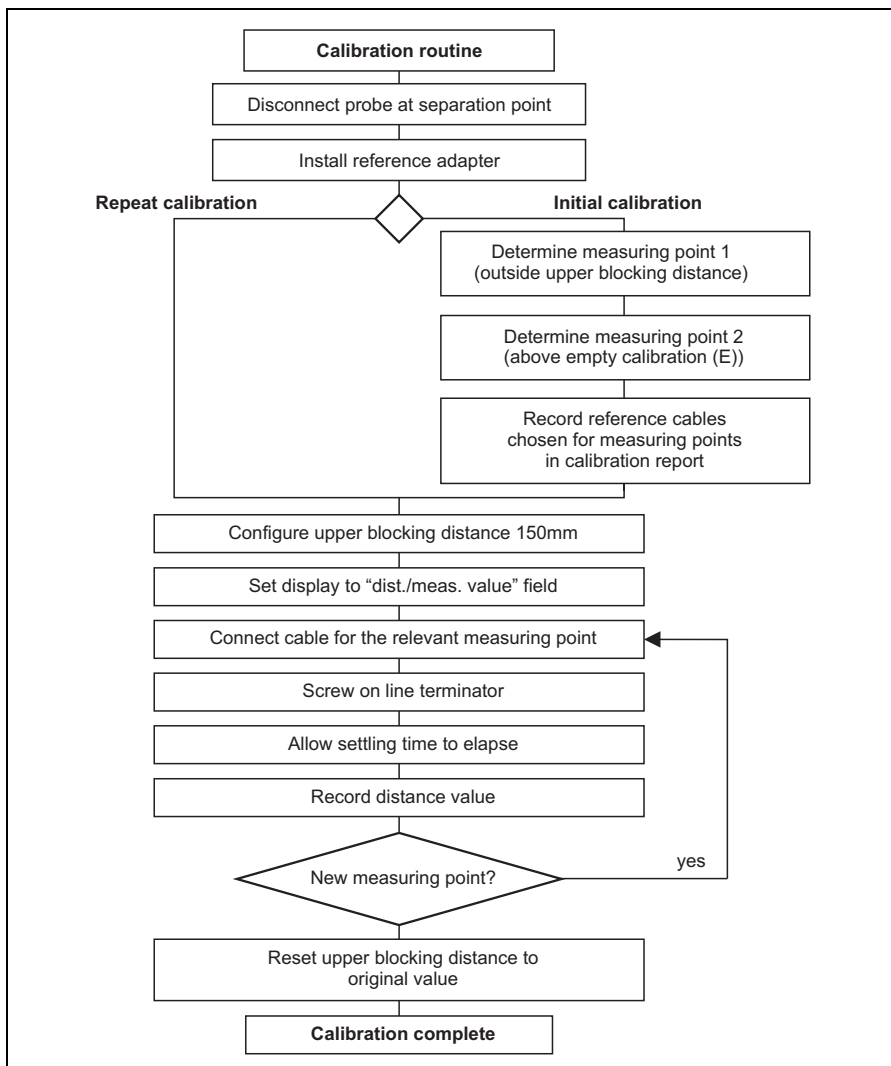 Calibration routine
Disconnect probe at separation point
Install reference adapter
Repeat calibration
Initial calibration
Determine measuring point 1
(outside upper blocking distance)
Determine measuring point 2
(above empty calibration (E))
Record reference cables
chosen for measuring points
in calibration report
Configure upper blocking distance 150mm
Set display to “dist./meas. value” field
Connect cable for the relevant measuring point
Screw on line terminator
Allow settling time to elapse
Record distance value
New measuring point?
yes
Reset upper blocking distance to
original value
Calibration complete